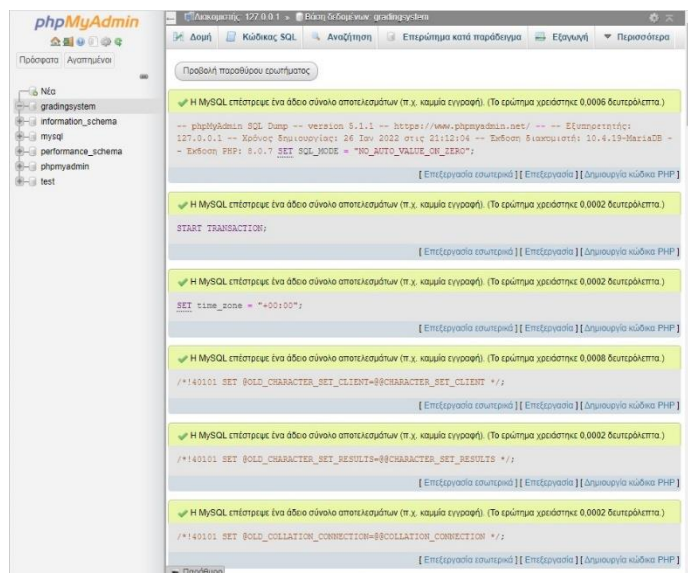 phpMyAdmin
Πρόσφατα Αγαπημένοι
Νέα
gradingsystem
information_schema
mysql
performance_schema
phpmyadmin
test
Διακομιστής: 127.0.0.1 » Βάση δεδομένων: gradingsystem
Δομή Κώδικας SQL Αναζήτηση Επερώτημα κατά παράδειγμα Εξαγωγή Περισσότερα
Προβολή παραθύρου ερωτήματος
Η MySQL επέστρεψε ένα άδειο σύνολο αποτελεσμάτων (π.χ. καμμία εγγραφή). (Το ερώτημα χρειάστηκε 0,0006 δευτερόλεπτα.)
-- phpMyAdmin SQL Dump -- version 5.1.1 -- https://www.phpmyadmin.net/ -- -- Εξυπηρετητής:
127.0.0.1 -- Χρόνος δημιουργίας: 26 Ιαν 2022 στις 21:12:04 -- Έκδοση διακομιστή: 10.4.19-MariaDB -
- Έκδοση PHP: 8.0.7 SET SQL_MODE = "NO_AUTO_VALUE_ON_ZERO";
[ Επεξεργασία εσωτερικά ] [ Επεξεργασία ] [ Δημιουργία κώδικα PHP ]
Η MySQL επέστρεψε ένα άδειο σύνολο αποτελεσμάτων (π.χ. καμμία εγγραφή). (Το ερώτημα χρειάστηκε 0,0002 δευτερόλεπτα.)
START TRANSACTION;
[ Επεξεργασία εσωτερικά ] [ Επεξεργασία ] [ Δημιουργία κώδικα PHP ]
Η MySQL επέστρεψε ένα άδειο σύνολο αποτελεσμάτων (π.χ. καμμία εγγραφή). (Το ερώτημα χρειάστηκε 0,0002 δευτερόλεπτα.)
SET time_zone = "+00:00";
[ Επεξεργασία εσωτερικά ] [ Επεξεργασία ] [ Δημιουργία κώδικα PHP ]
Η MySQL επέστρεψε ένα άδειο σύνολο αποτελεσμάτων (π.χ. καμμία εγγραφή). (Το ερώτημα χρειάστηκε 0,0008 δευτερόλεπτα.)
/*!40101 SET @OLD_CHARACTER_SET_CLIENT=@@CHARACTER_SET_CLIENT */;
[ Επεξεργασία εσωτερικά ] [ Επεξεργασία ] [ Δημιουργία κώδικα PHP ]
Η MySQL επέστρεψε ένα άδειο σύνολο αποτελεσμάτων (π.χ. καμμία εγγραφή). (Το ερώτημα χρειάστηκε 0,0002 δευτερόλεπτα.)
/*!40101 SET @OLD_CHARACTER_SET_RESULTS=@@CHARACTER_SET_RESULTS */;
[ Επεξεργασία εσωτερικά ] [ Επεξεργασία ] [ Δημιουργία κώδικα PHP ]
Η MySQL επέστρεψε ένα άδειο σύνολο αποτελεσμάτων (π.χ. καμμία εγγραφή). (Το ερώτημα χρειάστηκε 0,0002 δευτερόλεπτα.)
/*!40101 SET @OLD_COLLATION_CONNECTION=@@COLLATION_CONNECTION */;
[ Επεξεργασία εσωτερικά ] [ Επεξεργασία ] [ Δημιουργία κώδικα PHP ]